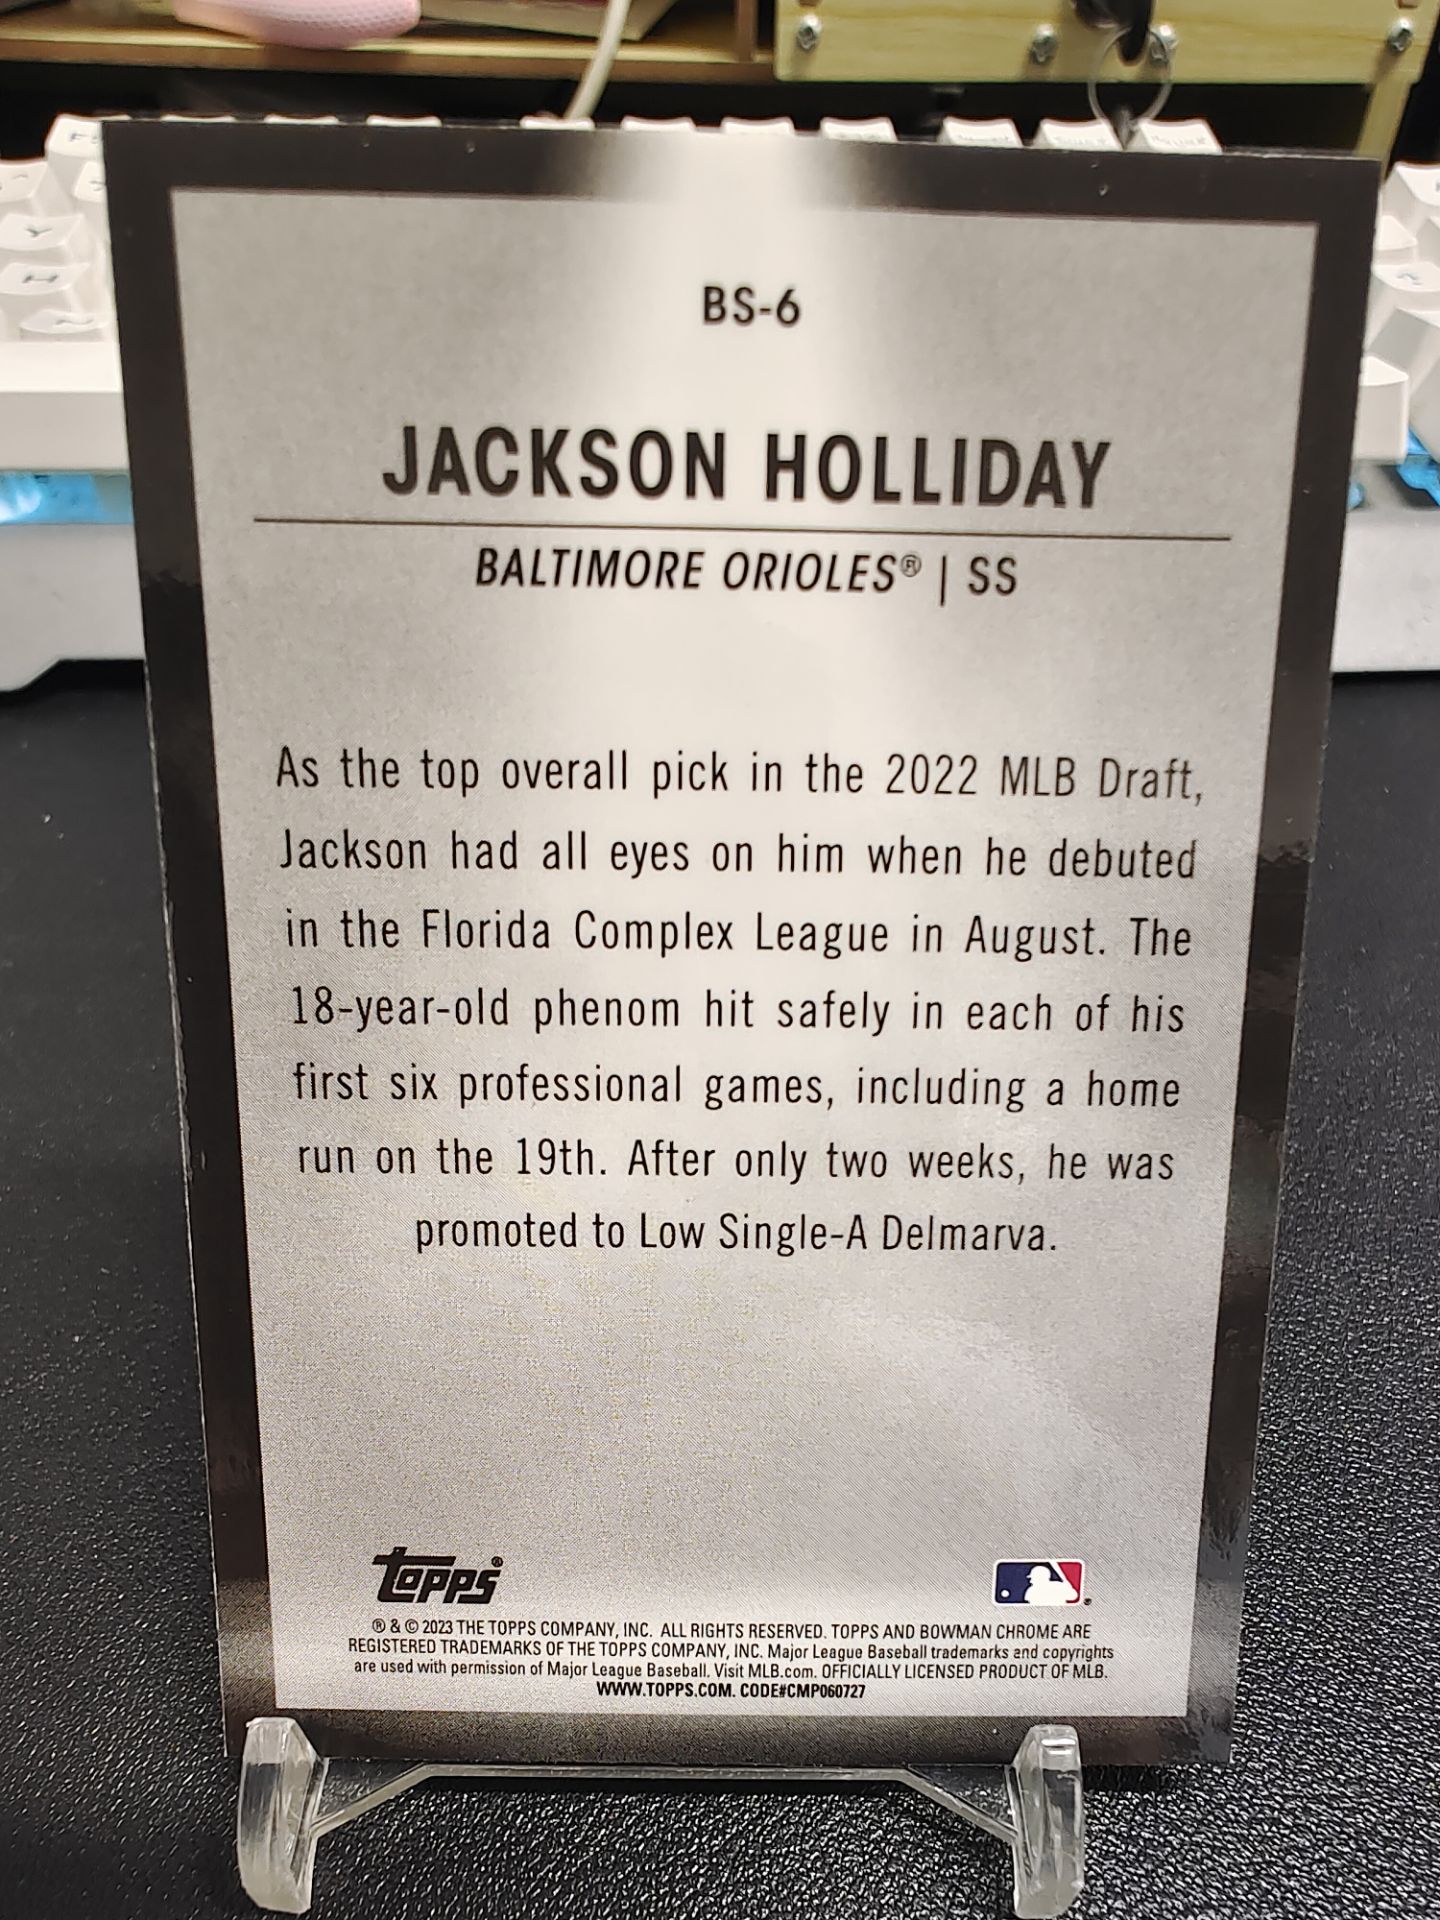 BS-6
JACKSON HOLLIDAY
BALTIMORE ORIOLES® | SS
As the top overall pick in the 2022 MLB Draft,
Jackson had all eyes on him when he debuted
in the Florida Complex League in August. The
18-year-old phenom hit safely in each of his
first six professional games, including a home
run on the 19th. After only two weeks, he was
promoted to Low Single-A Delmarva.
topps®
® & © 2023 THE TOPPS COMPANY, INC. ALL RIGHTS RESERVED. TOPPS AND BOWMAN CHROME ARE
REGISTERED TRADEMARKS OF THE TOPPS COMPANY, INC. Major League Baseball trademarks and copyrights
are used with permission of Major League Baseball. Visit MLB.com. OFFICIALLY LICENSED PRODUCT OF MLB.
WWW.TOPPS.COM. CODE#CMP060727